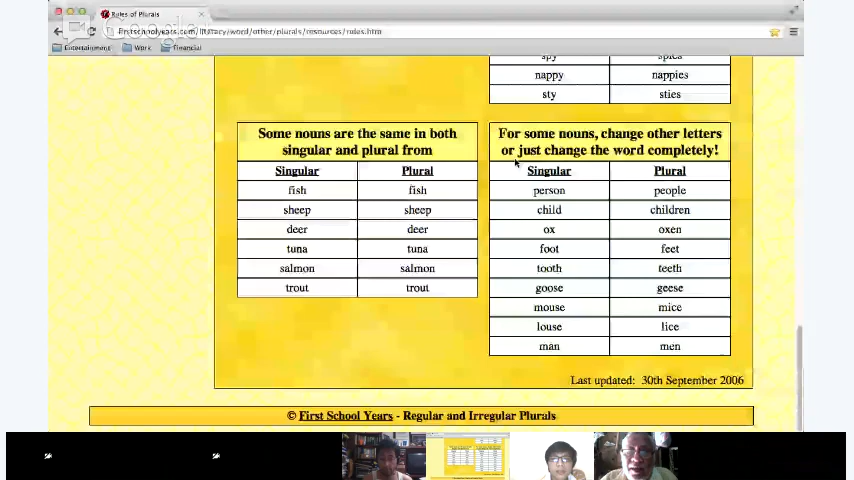 Rules of Plurals
Google
firstschoolyears.com/literacy/word/other/plurals/resources/rules.htm
Entertainment Work Financial
spy spies
nappy nappies
sty sties
Some nouns are the same in both
singular and plural from
Singular Plural
fish fish
sheep sheep
deer deer
tuna tuna
salmon salmon
trout trout
For some nouns, change other letters
or just change the word completely!
Singular Plural
person people
child children
ox oxen
foot feet
tooth teeth
goose geese
mouse mice
louse lice
man men
Last updated: 30th September 2006
© First School Years - Regular and Irregular Plurals